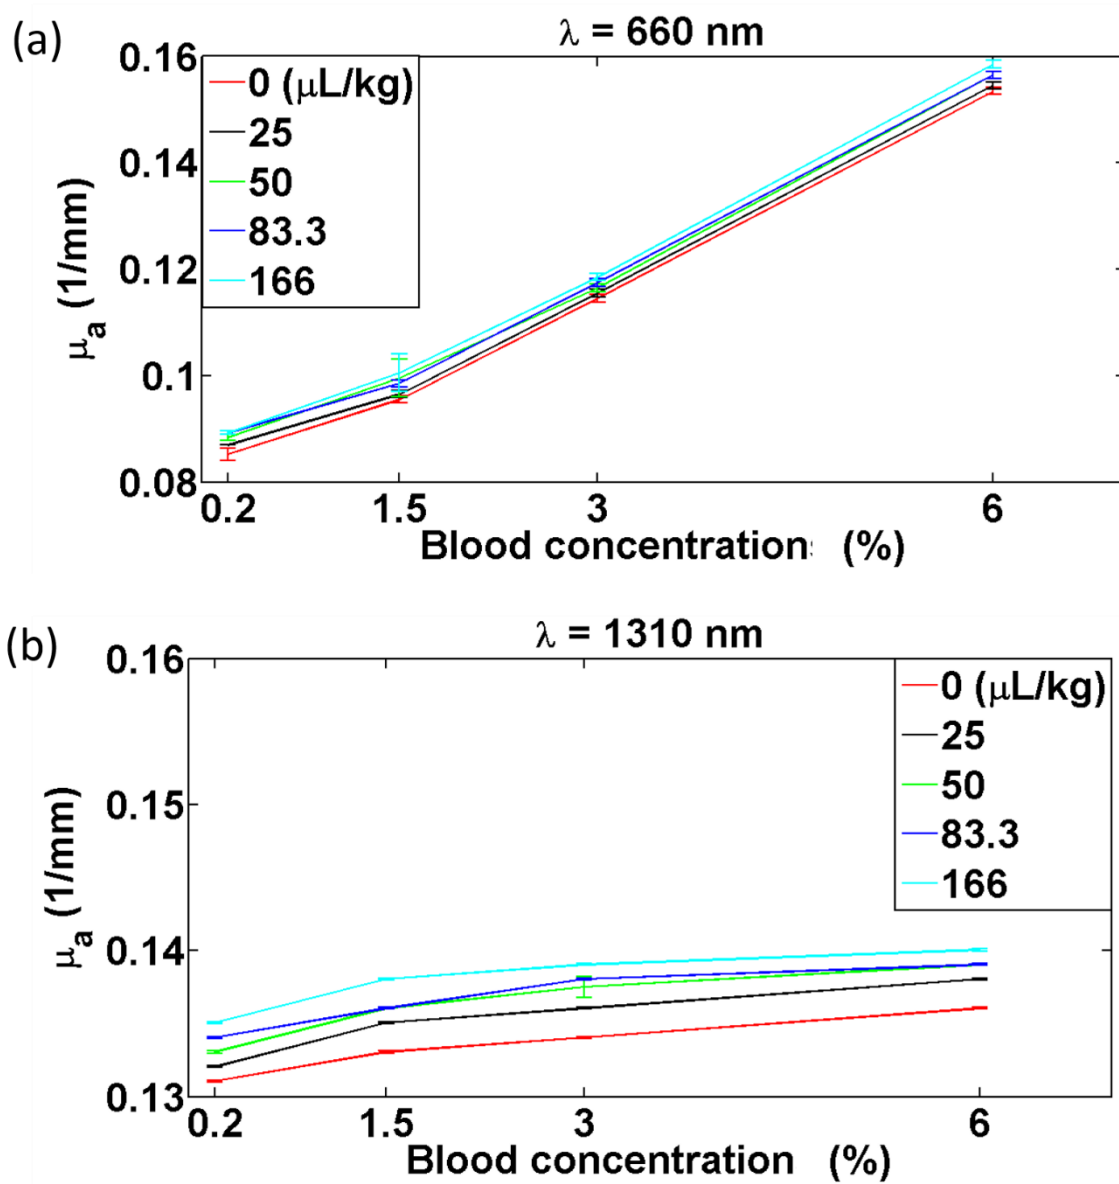 (a)
λ = 660 nm
0.16
0.14
0.12
0.1
0.08
μa (1/mm)
0 (μL/kg)
25
50
83.3
166
0.2 1.5 3 6
Blood concentration (%)
(b)
λ = 1310 nm
0.16
0.15
0.14
0.13
μa (1/mm)
0 (μL/kg)
25
50
83.3
166
0.2 1.5 3 6
Blood concentration (%)